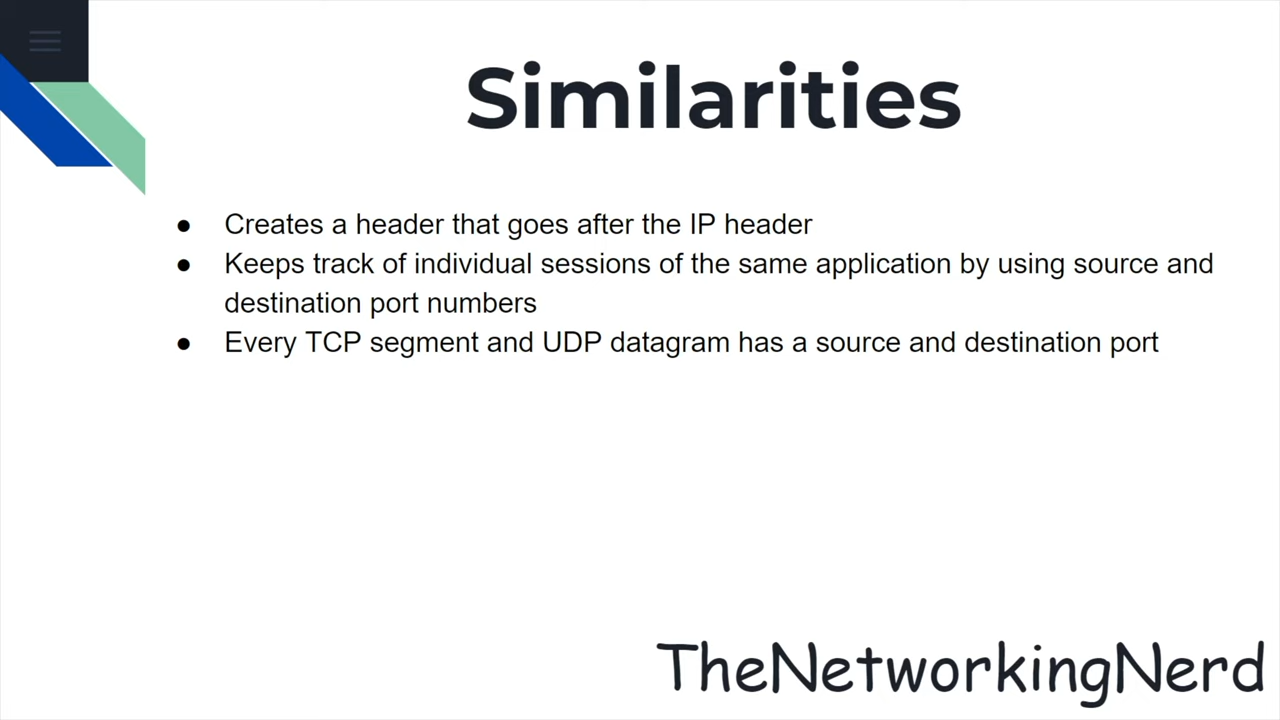 Similarities
● Creates a header that goes after the IP header
● Keeps track of individual sessions of the same application by using source and
destination port numbers
● Every TCP segment and UDP datagram has a source and destination port
TheNetworkingNerd